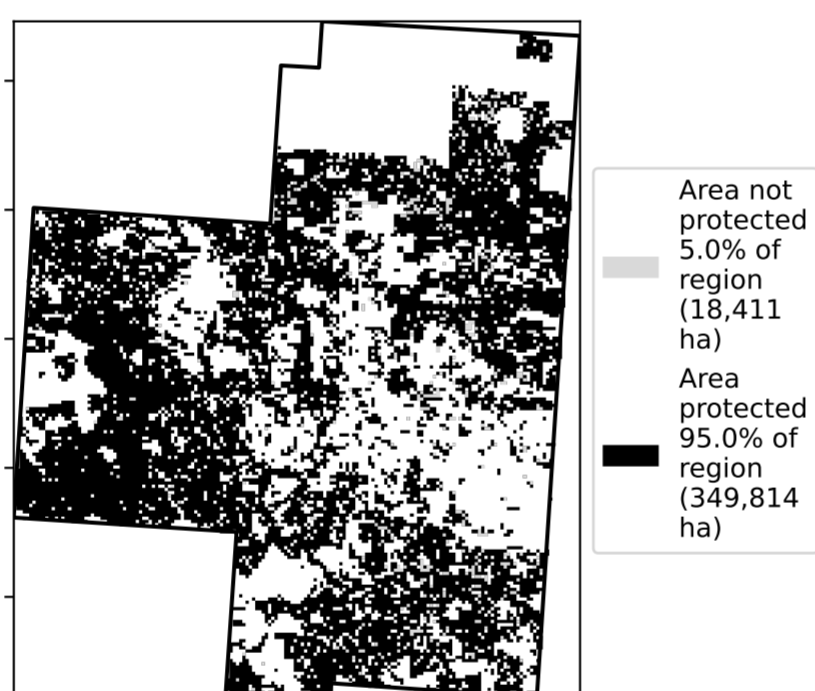 Area not
protected
5.0% of
region
(18,411
ha)
Area
protected
95.0% of
region
(349,814
ha)